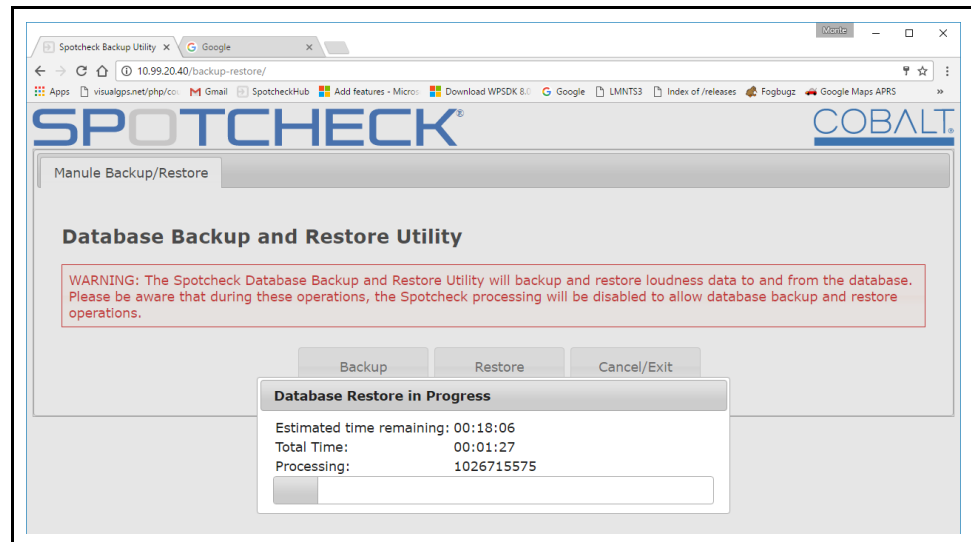 Monte
Spotcheck Backup Utility
Google
10.99.20.40/backup-restore/
Apps visualgps.net/php/co Gmail SpotcheckHub Add features - Micros Download WPSDK 8. Google LMNTS3 Index of /releases Fogbugz Google Maps APRS »
SPOTCHECK®
COBALT®
Manule Backup/Restore
Database Backup and Restore Utility
WARNING: The Spotcheck Database Backup and Restore Utility will backup and restore loudness data to and from the database.
Please be aware that during these operations, the Spotcheck processing will be disabled to allow database backup and restore
operations.
Backup Restore Cancel/Exit
Database Restore in Progress
Estimated time remaining: 00:18:06
Total Time: 00:01:27
Processing: 1026715575